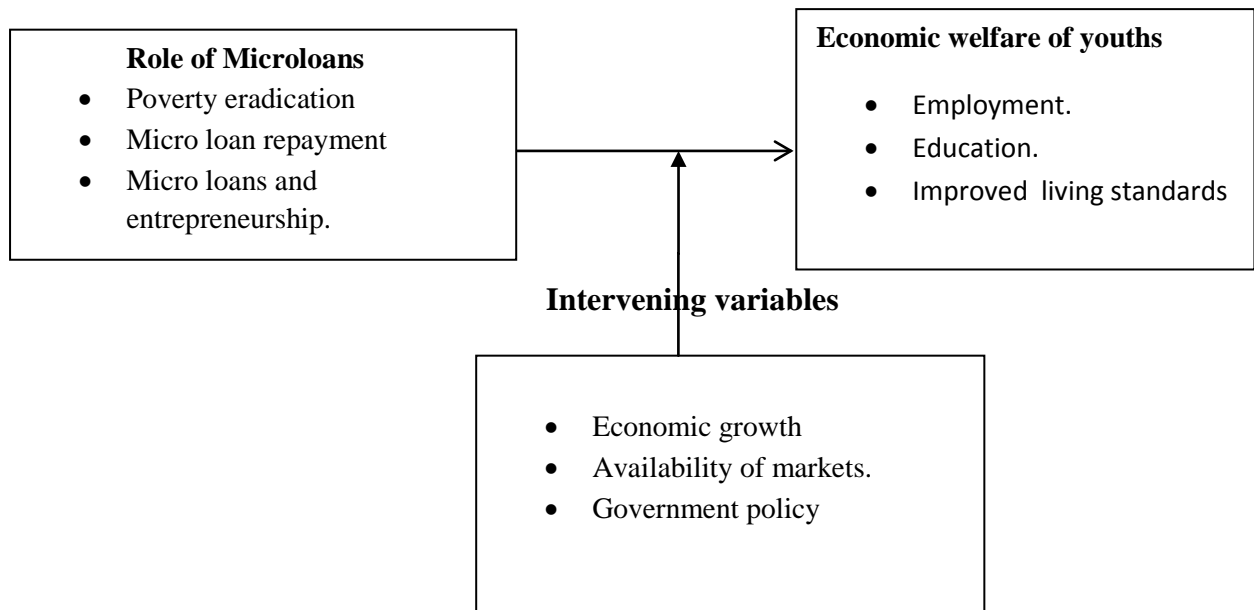 Role of Microloans
• Poverty eradication
• Micro loan repayment
• Micro loans and
entrepreneurship.
Economic welfare of youths
• Employment.
• Education.
• Improved living standards
Intervening variables
• Economic growth
• Availability of markets.
• Government policy